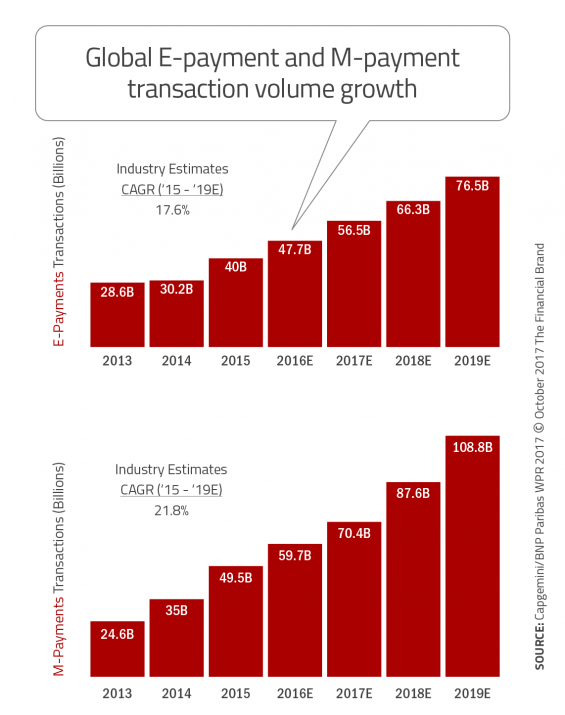 Global E-payment and M-payment
transaction volume growth
E-Payments Transactions (Billions)
Industry Estimates
CAGR ('15 - '19E)
17.6%
28.6B
30.2B
40B
47.7B
56.5B
66.3B
76.5B
2013
2014
2015
2016E
2017E
2018E
2019E
M-Payments Transactions (Billions)
Industry Estimates
CAGR ('15 - '19E)
21.8%
24.6B
35B
49.5B
59.7B
70.4B
87.6B
108.8B
2013
2014
2015
2016E
2017E
2018E
2019E
SOURCE: Capgemini/BNP Paribas WPR 2017 © October 2017 The Financial Brand